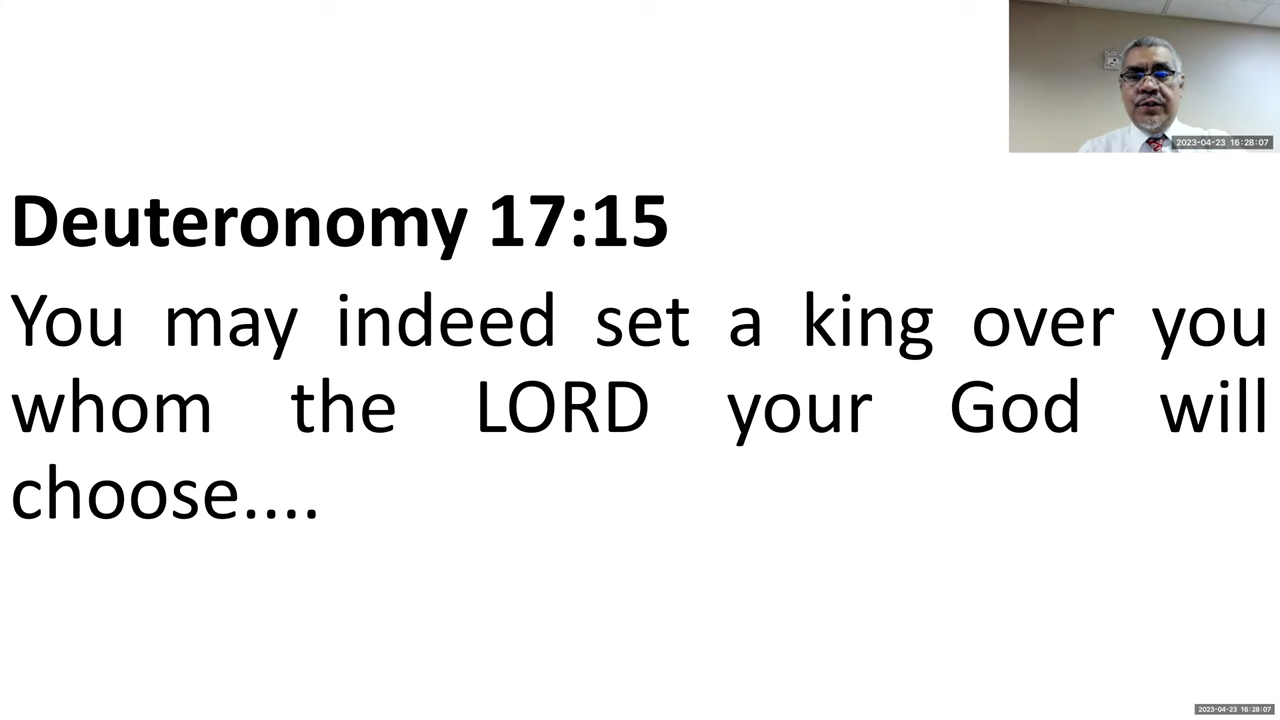 2023-04-23 16:28:07
Deuteronomy 17:15
You may indeed set a king over you
whom the LORD your God will
choose....
2023-04-23 16:28:07